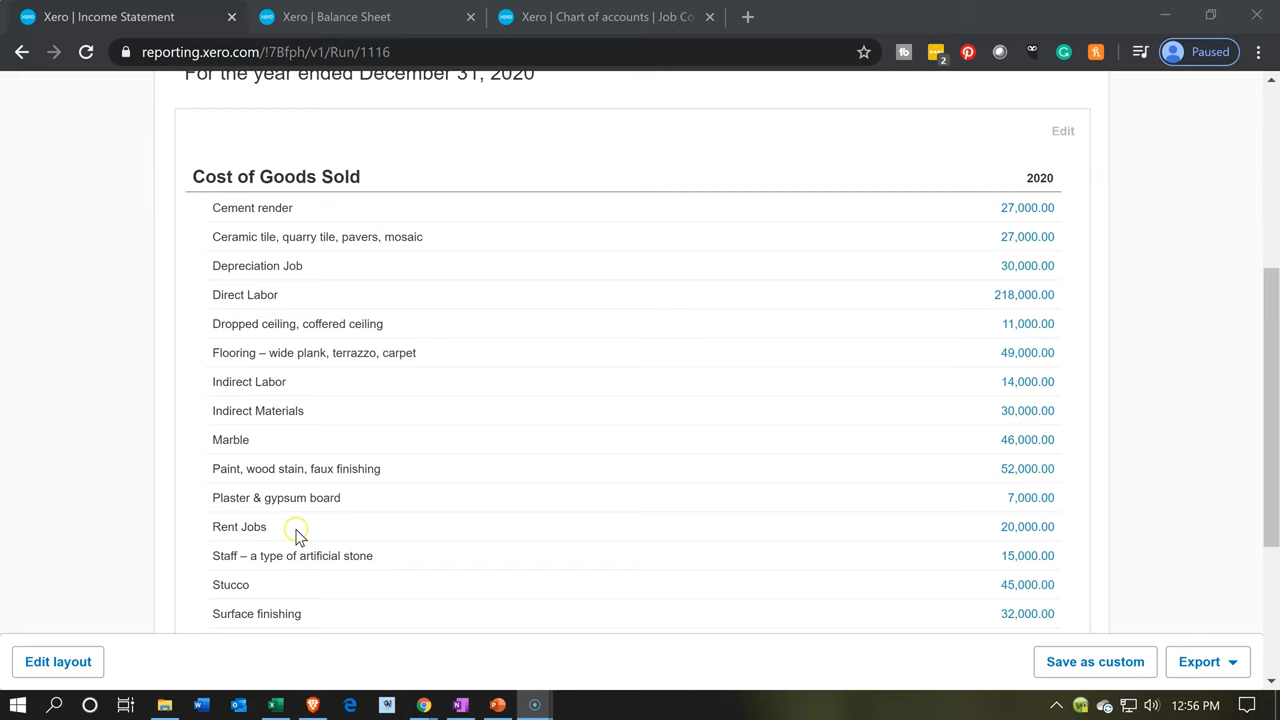 Xero | Income Statement
Xero | Balance Sheet
Xero | Chart of accounts | Job Co
reporting.xero.com/!7Bfph/v1/Run/1116
Paused
For the year ended December 31, 2020
Edit
Cost of Goods Sold 2020
Cement render 27,000.00
Ceramic tile, quarry tile, pavers, mosaic 27,000.00
Depreciation Job 30,000.00
Direct Labor 218,000.00
Dropped ceiling, coffered ceiling 11,000.00
Flooring – wide plank, terrazzo, carpet 49,000.00
Indirect Labor 14,000.00
Indirect Materials 30,000.00
Marble 46,000.00
Paint, wood stain, faux finishing 52,000.00
Plaster & gypsum board 7,000.00
Rent Jobs 20,000.00
Staff – a type of artificial stone 15,000.00
Stucco 45,000.00
Surface finishing 32,000.00
Edit layout
Save as custom
Export
12:56 PM